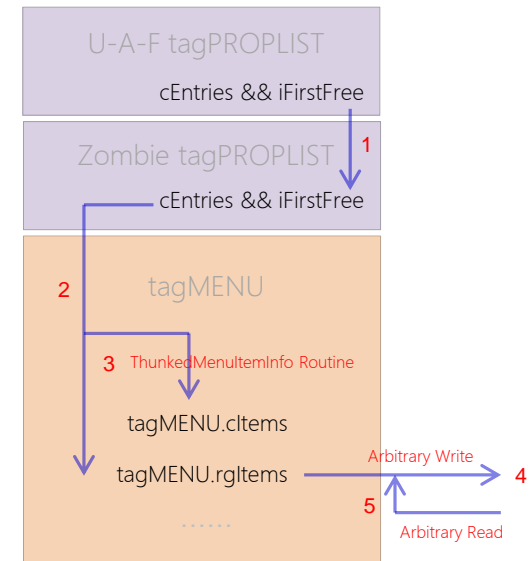 U-A-F tagPROPLIST
cEntries && iFirstFree
1
Zombie tagPROPLIST
cEntries && iFirstFree
2
tagMENU
3 ThunkedMenuItemInfo Routine
tagMENU.cItems
Arbitrary Write
tagMENU.rgItems
4
5
......
Arbitrary Read